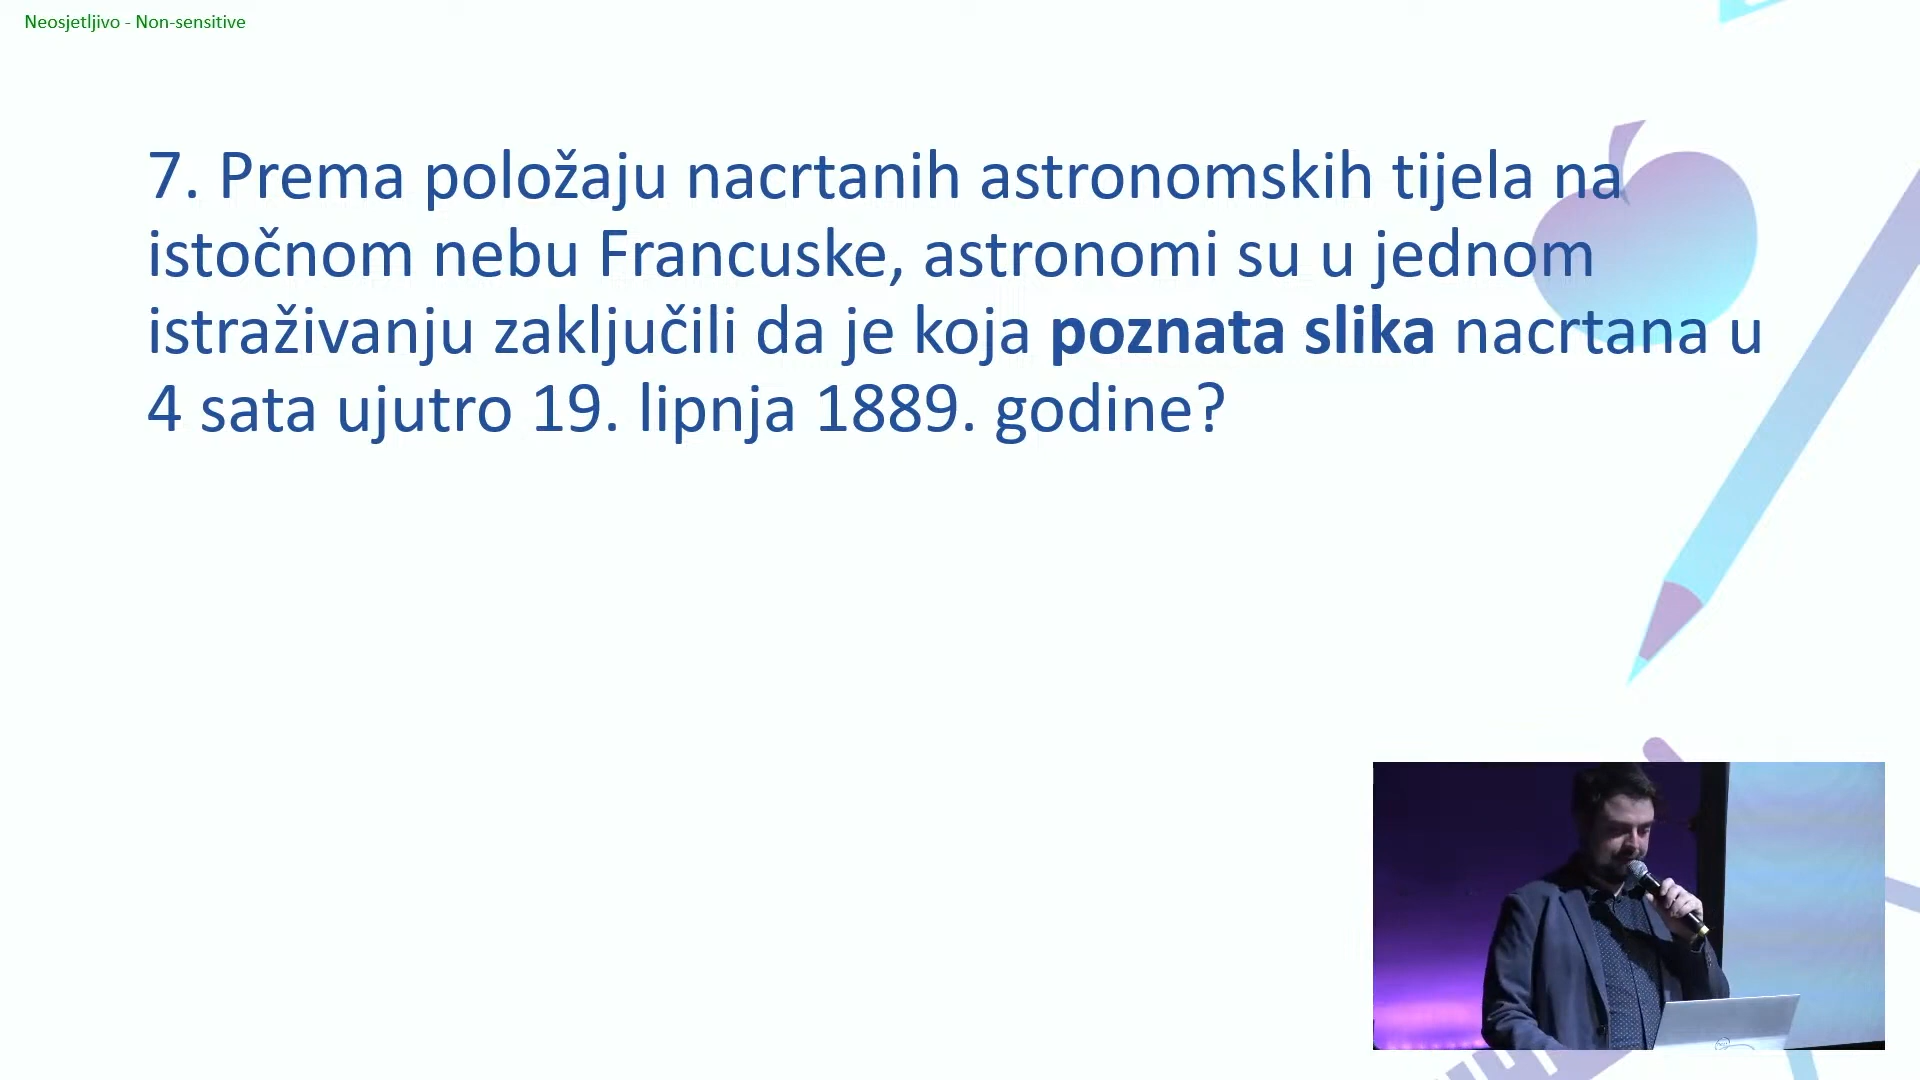 Neosjetljivo - Non-sensitive
7. Prema položaju nacrtanih astronomskih tijela na
istočnom nebu Francuske, astronomi su u jednom
istraživanju zaključili da je koja poznata slika nacrtana u
4 sata ujutro 19. lipnja 1889. godine?